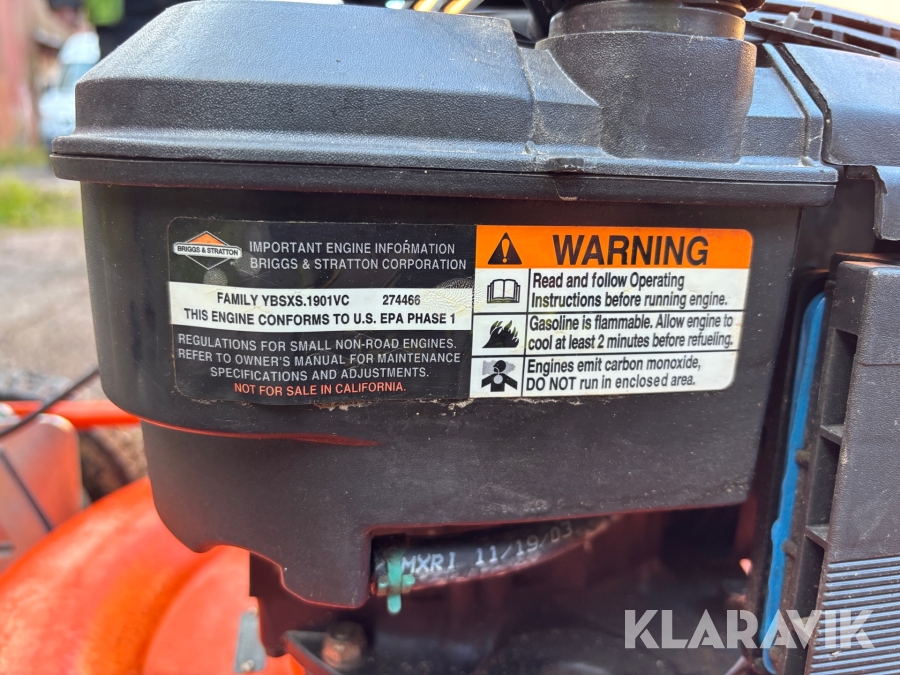 BRIGGS & STRATTON
IMPORTANT ENGINE INFORMATION
BRIGGS & STRATTON CORPORATION
FAMILY YBSXS.1901VC 274466
THIS ENGINE CONFORMS TO U.S. EPA PHASE 1
REGULATIONS FOR SMALL NON-ROAD ENGINES.
REFER TO OWNER'S MANUAL FOR MAINTENANCE
SPECIFICATIONS AND ADJUSTMENTS.
NOT FOR SALE IN CALIFORNIA.
WARNING
Read and follow Operating
Instructions before running engine.
Gasoline is flammable. Allow engine to
cool at least 2 minutes before refueling.
Engines emit carbon monoxide,
DO NOT run in enclosed area.
MXRI 11/19/03
KLARAVIK